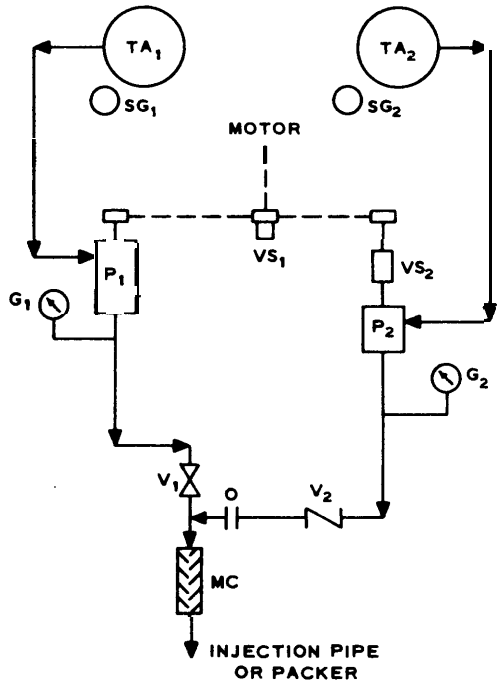 TA1
TA2
SG1
SG2
MOTOR
VS1
VS2
P1
P2
G1
G2
V1
O
V2
MC
INJECTION PIPE
OR PACKER